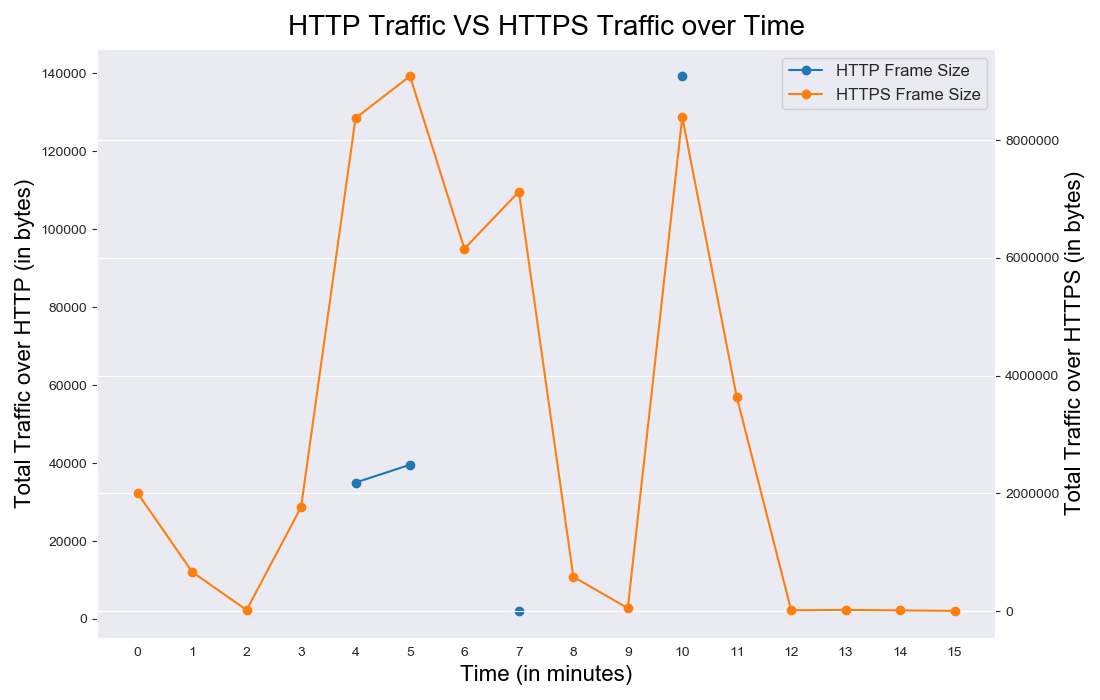 HTTP Traffic VS HTTPS Traffic over Time
HTTP Frame Size
HTTPS Frame Size
Total Traffic over HTTP (in bytes)
140000
120000
100000
80000
60000
40000
20000
0
8000000
6000000
4000000
2000000
0
Total Traffic over HTTPS (in bytes)
0 1 2 3 4 5 6 7 8 9 10 11 12 13 14 15
Time (in minutes)